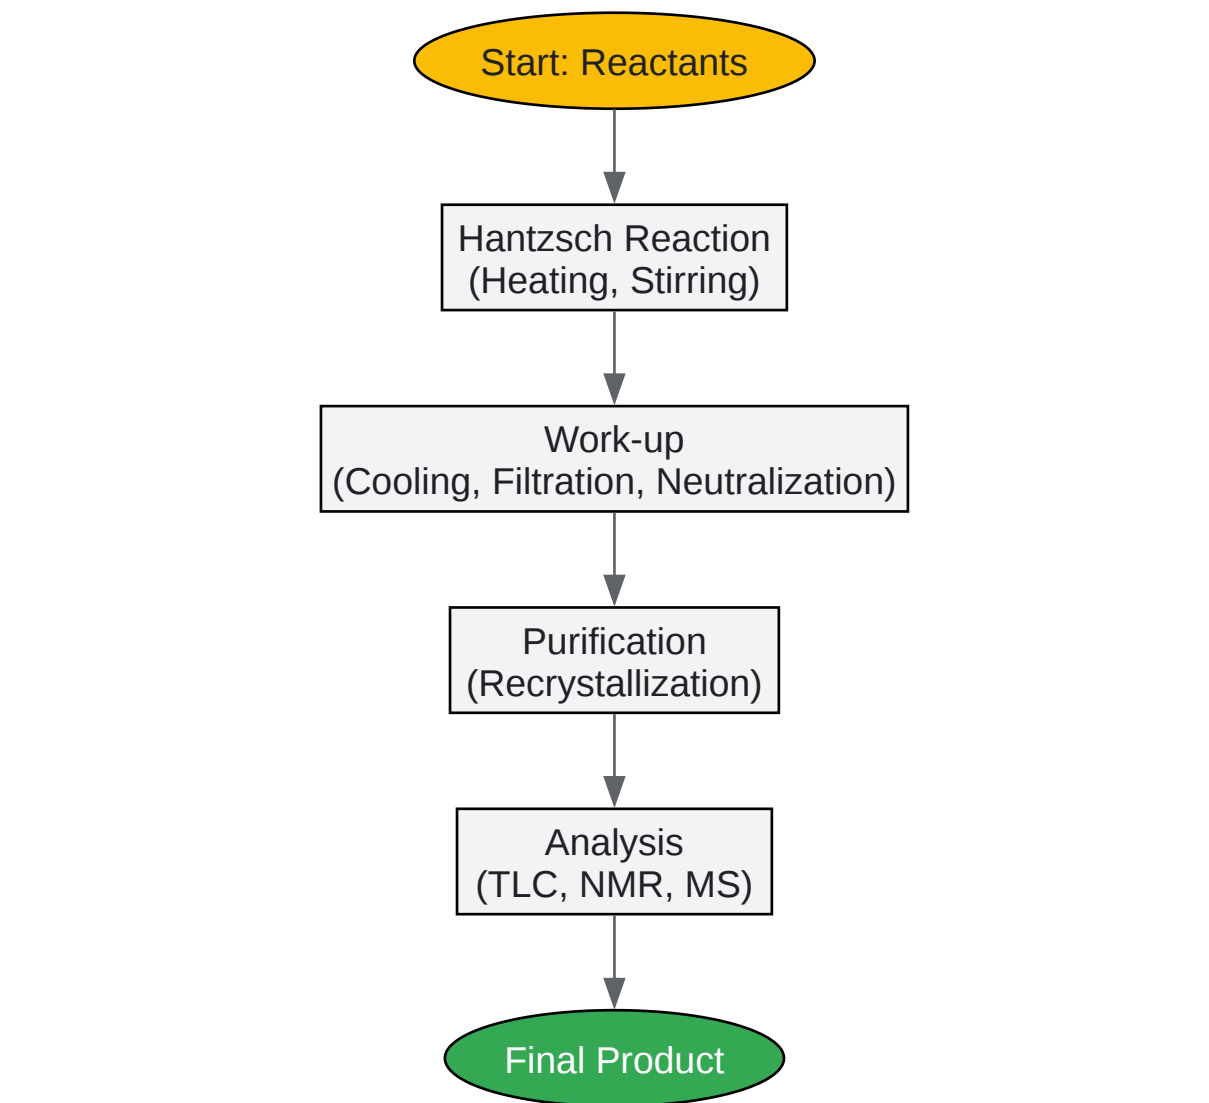 Start: Reactants
Hantzsch Reaction
(Heating, Stirring)
Work-up
(Cooling, Filtration, Neutralization)
Purification
(Recrystallization)
Analysis
(TLC, NMR, MS)
Final Product